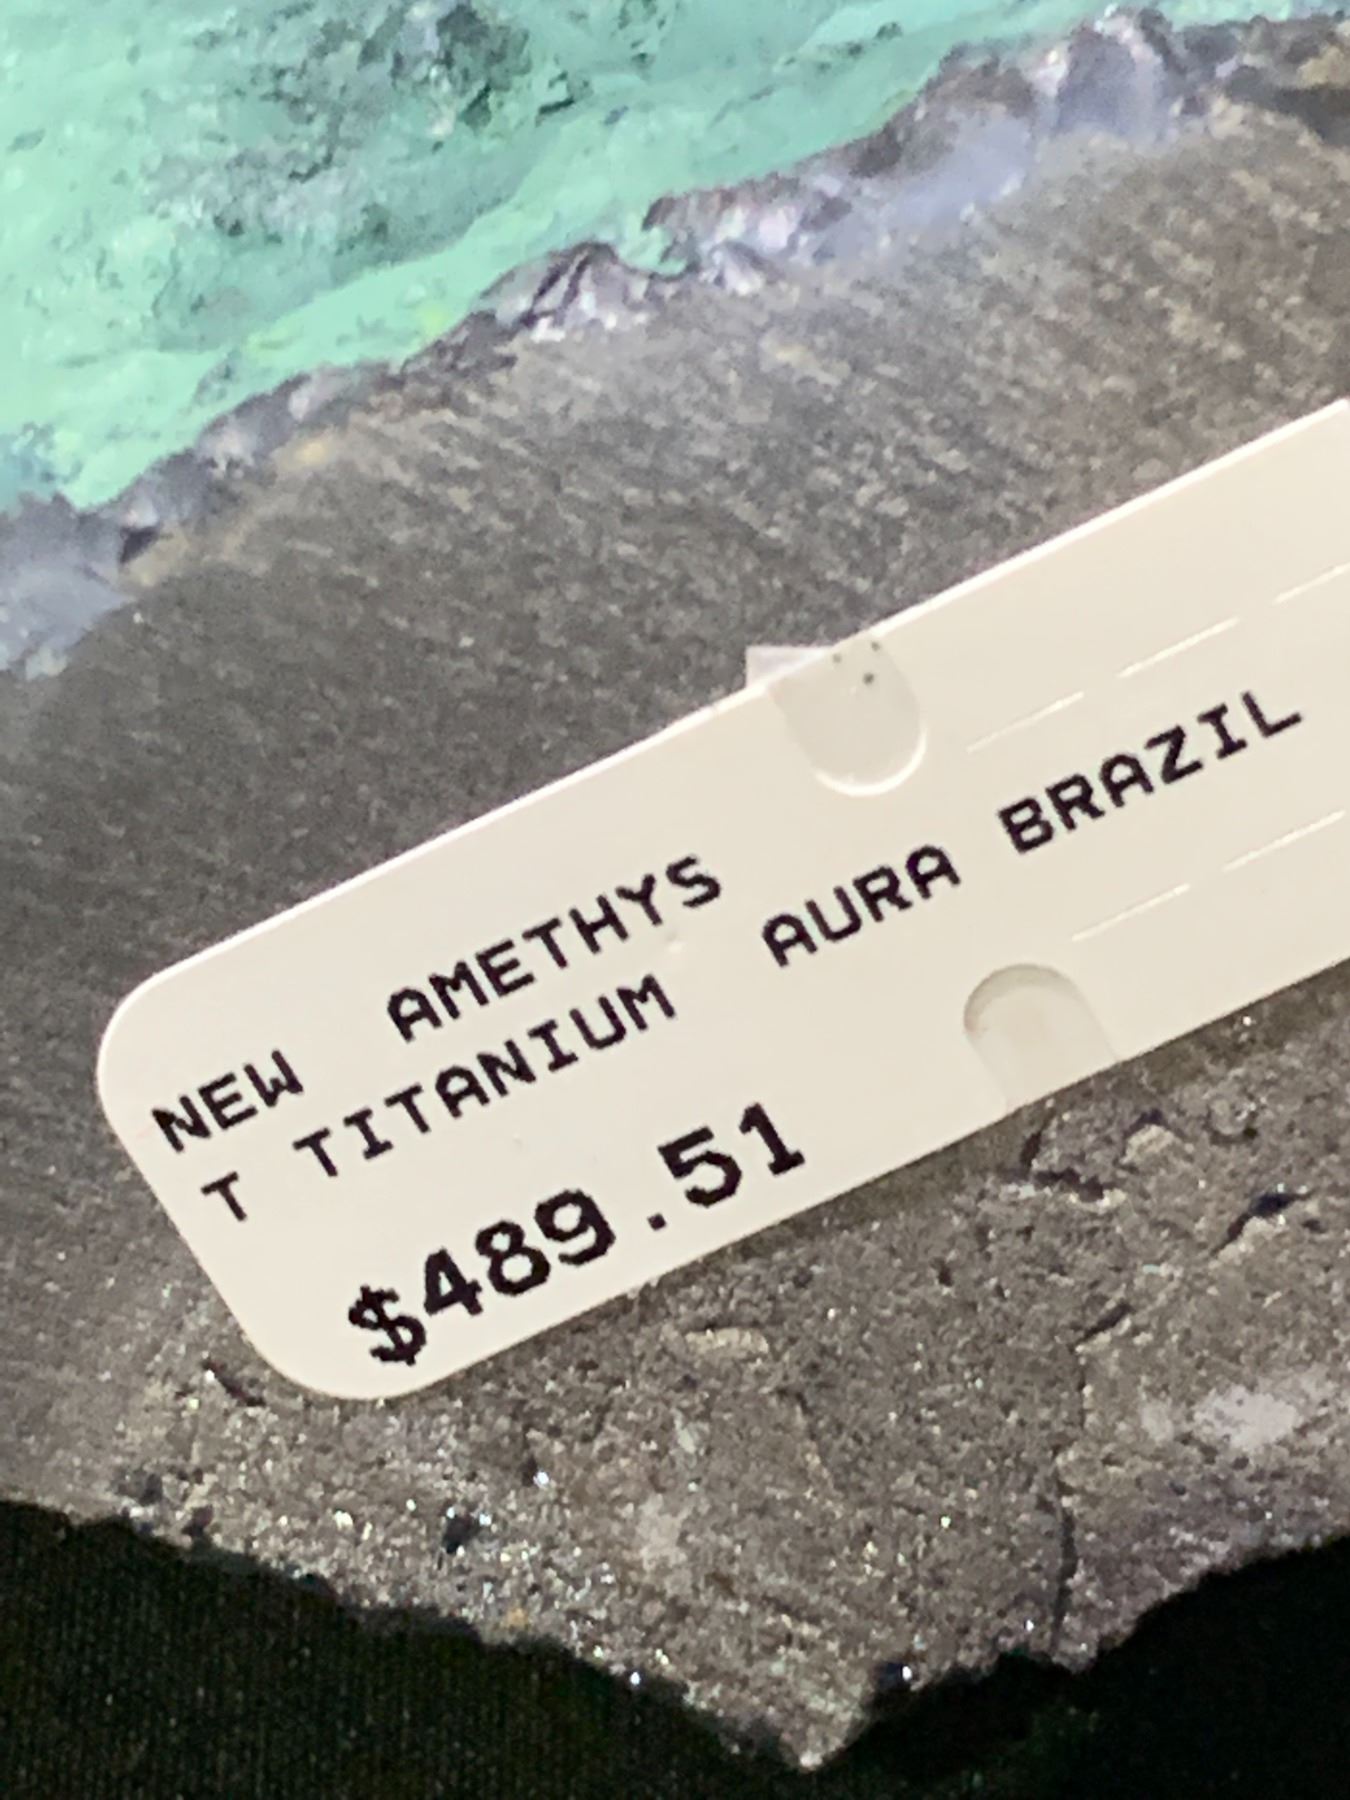 NEW AMETHYS
T TITANIUM AURA BRAZIL
$489.51